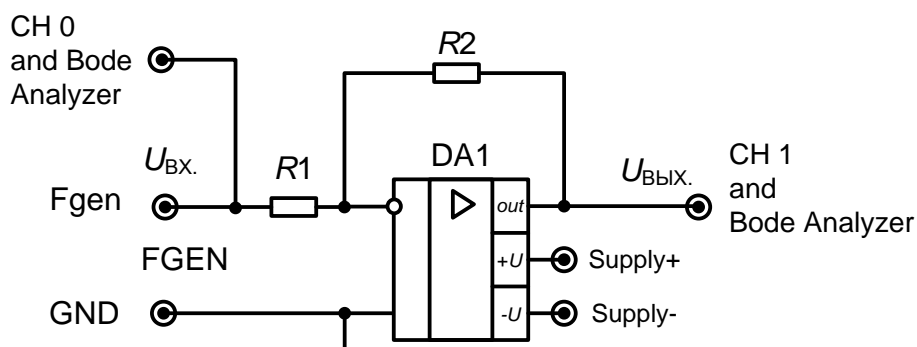 CH 0
and Bode
Analyzer
R2
DA1
UВХ.
R1
UВЫХ.
CH 1
and
Bode Analyzer
Fgen
out
FGEN
+U
Supply+
GND
-U
Supply-